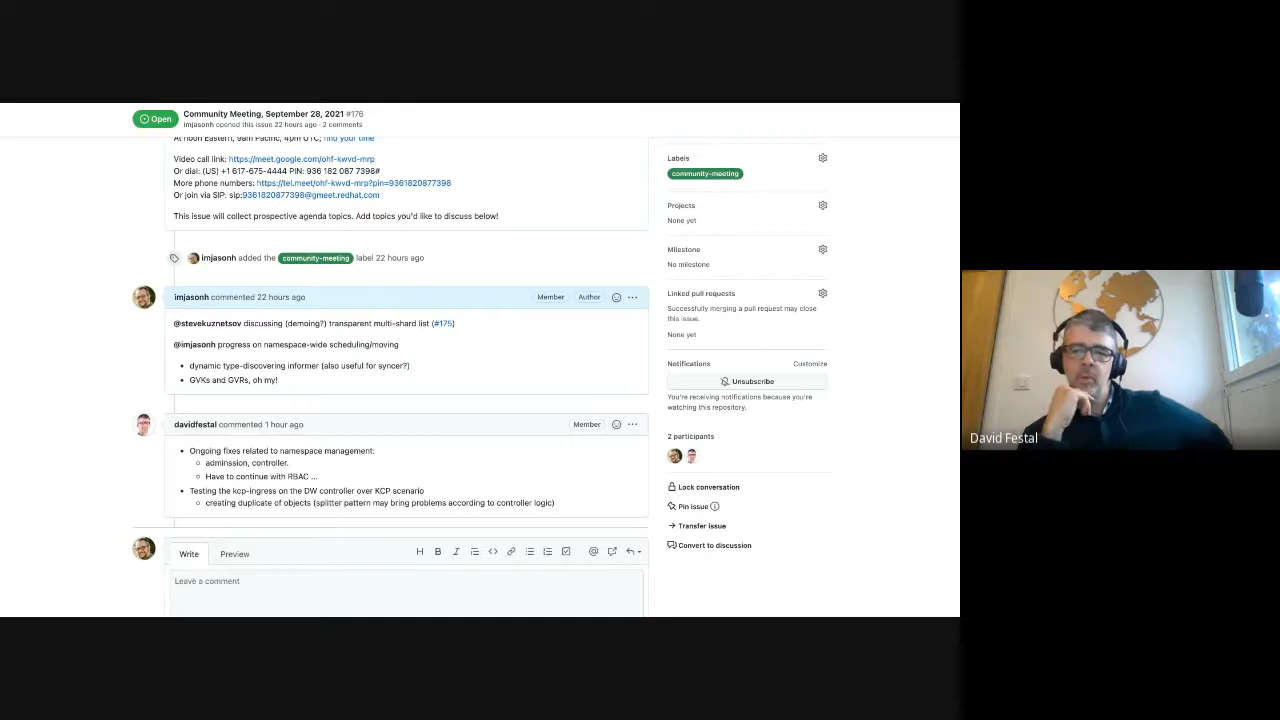 Open
Community Meeting, September 28, 2021 #176
imjasonh opened this issue 22 hours ago · 2 comments
At noon Eastern, 9am Pacific, 4pm UTC; find your time
Video call link: https://meet.google.com/ohf-kwvd-mrp
Or dial: (US) +1 617-675-4444 PIN: 936 182 087 7398#
More phone numbers: https://tel.meet/ohf-kwvd-mrp?pin=9361820877398
Or join via SIP: sip:9361820877398@gmeet.redhat.com
This issue will collect prospective agenda topics. Add topics you'd like to discuss below!
imjasonh added the community-meeting label 22 hours ago
imjasonh commented 22 hours ago
Member
Author
@stevekuznetsov discussing (demoing?) transparent multi-shard list (#175)
@imjasonh progress on namespace-wide scheduling/moving
dynamic type-discovering informer (also useful for syncer?)
GVKs and GVRs, oh my!
davidfestal commented 1 hour ago
Member
Ongoing fixes related to namespace management:
admission, controller.
Have to continue with RBAC ...
Testing the kcp-ingress on the DW controller over KCP scenario
creating duplicate of objects (splitter pattern may bring problems according to controller logic)
Write
Preview
Leave a comment
Labels
community-meeting
Projects
None yet
Milestone
No milestone
Linked pull requests
Successfully merging a pull request may close
this issue.
None yet
Notifications
Customize
Unsubscribe
You're receiving notifications because you're
watching this repository.
2 participants
Lock conversation
Pin issue
Transfer issue
Convert to discussion
David Festal